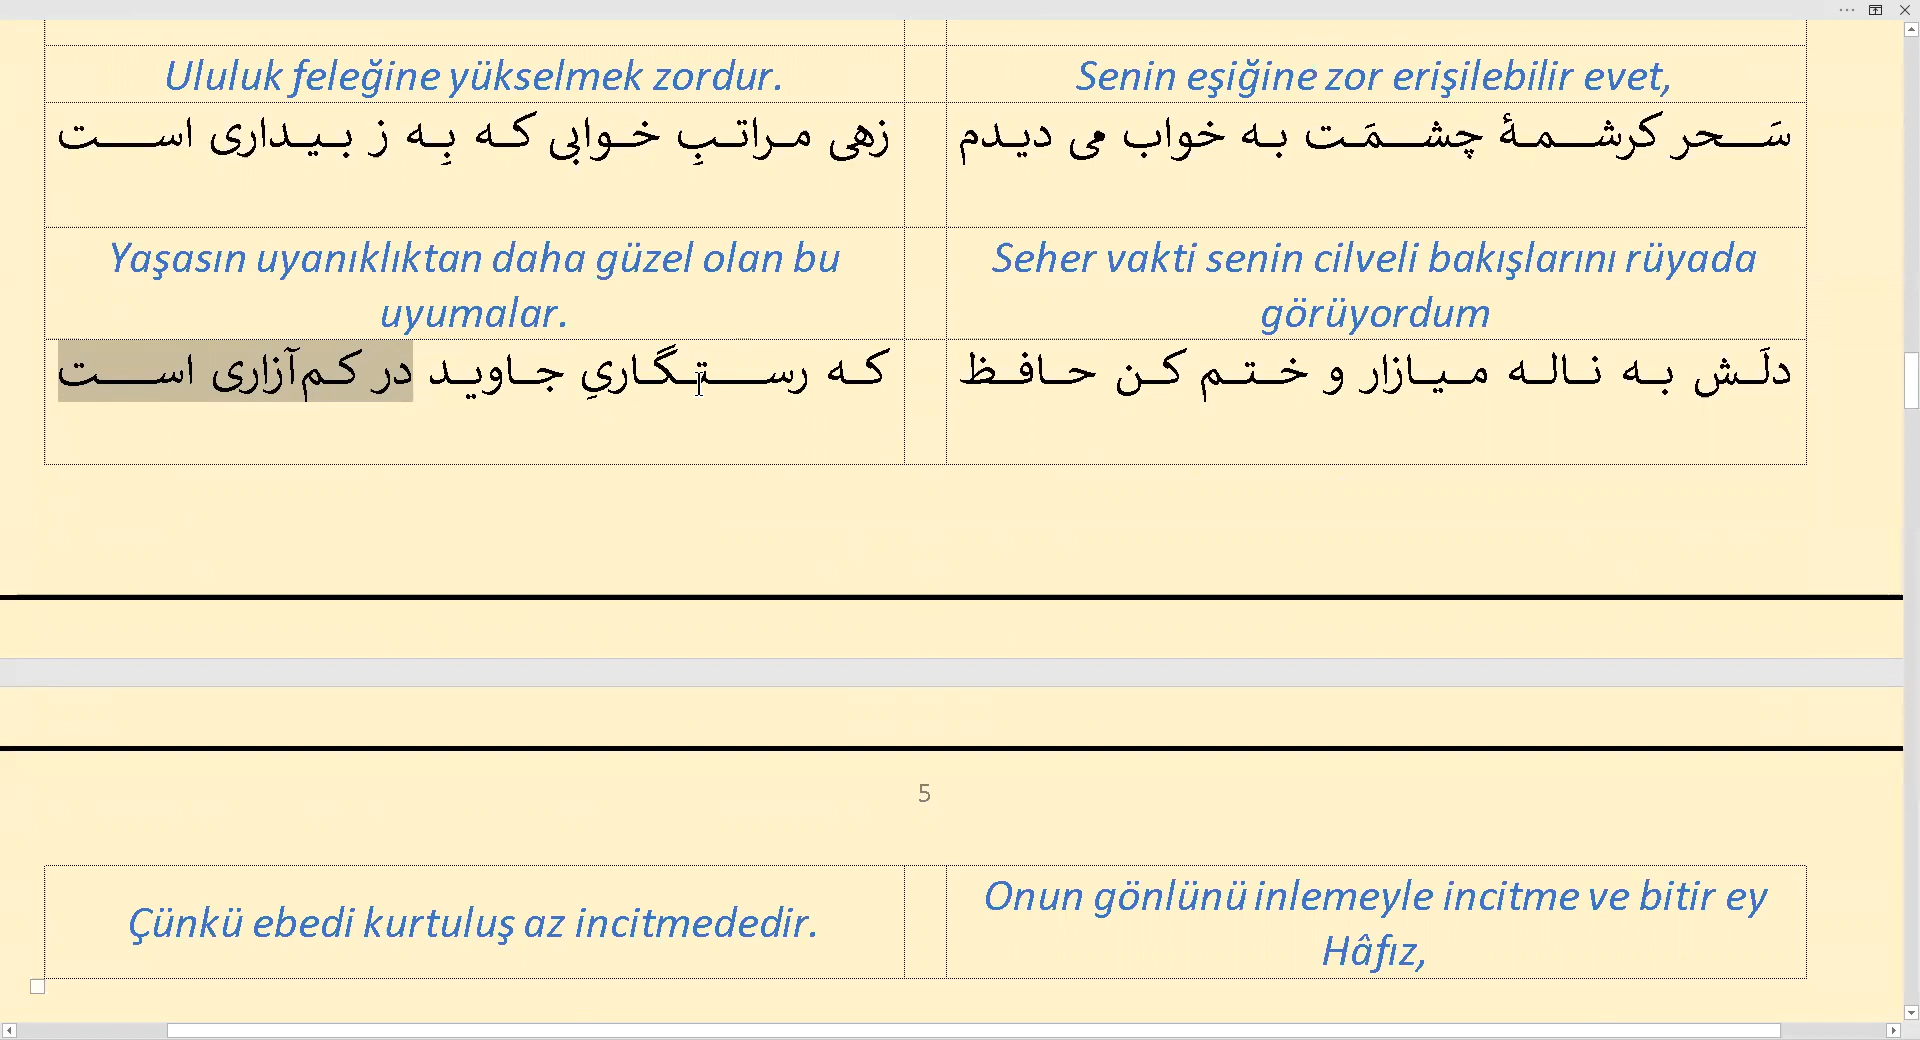 Senin eşiğine zor erişilebilir evet,
Ululuk feleğine yükselmek zordur.
سَحر کرشمهٔ چشمَت به خواب می دیدم
زهی مراتبِ خوابی که بِه ز بیداری است
Seher vakti senin cilveli bakışlarını rüyada
görüyordum
Yaşasın uyanıklıktan daha güzel olan bu
uyumalar.
دلَش به ناله میازار و ختم کن حافظ
که رستگاریِ جاوید در کم‌آزاری است
5
Onun gönlünü inlemeyle incitme ve bitir ey
Hâfız,
Çünkü ebedi kurtuluş az incitmededir.